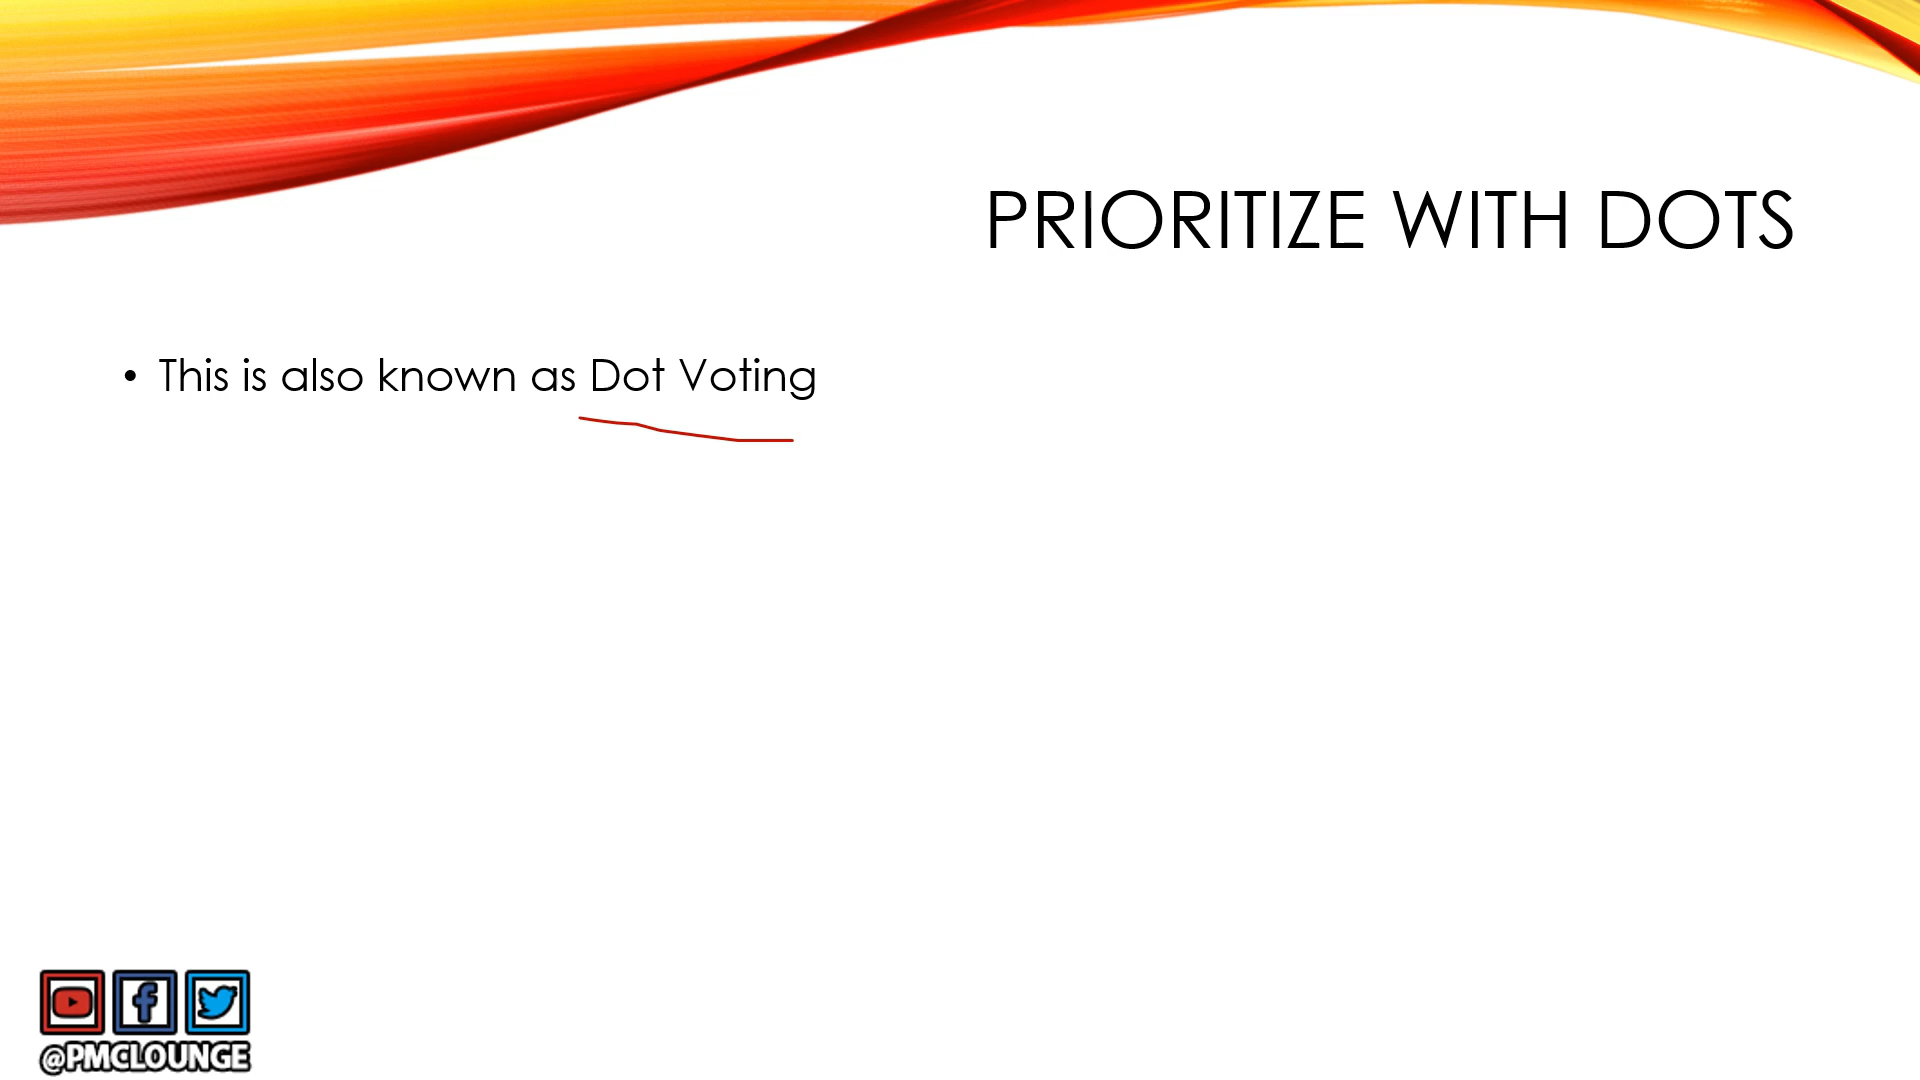 PRIORITIZE WITH DOTS
• This is also known as Dot Voting
@PMCLOUNGE